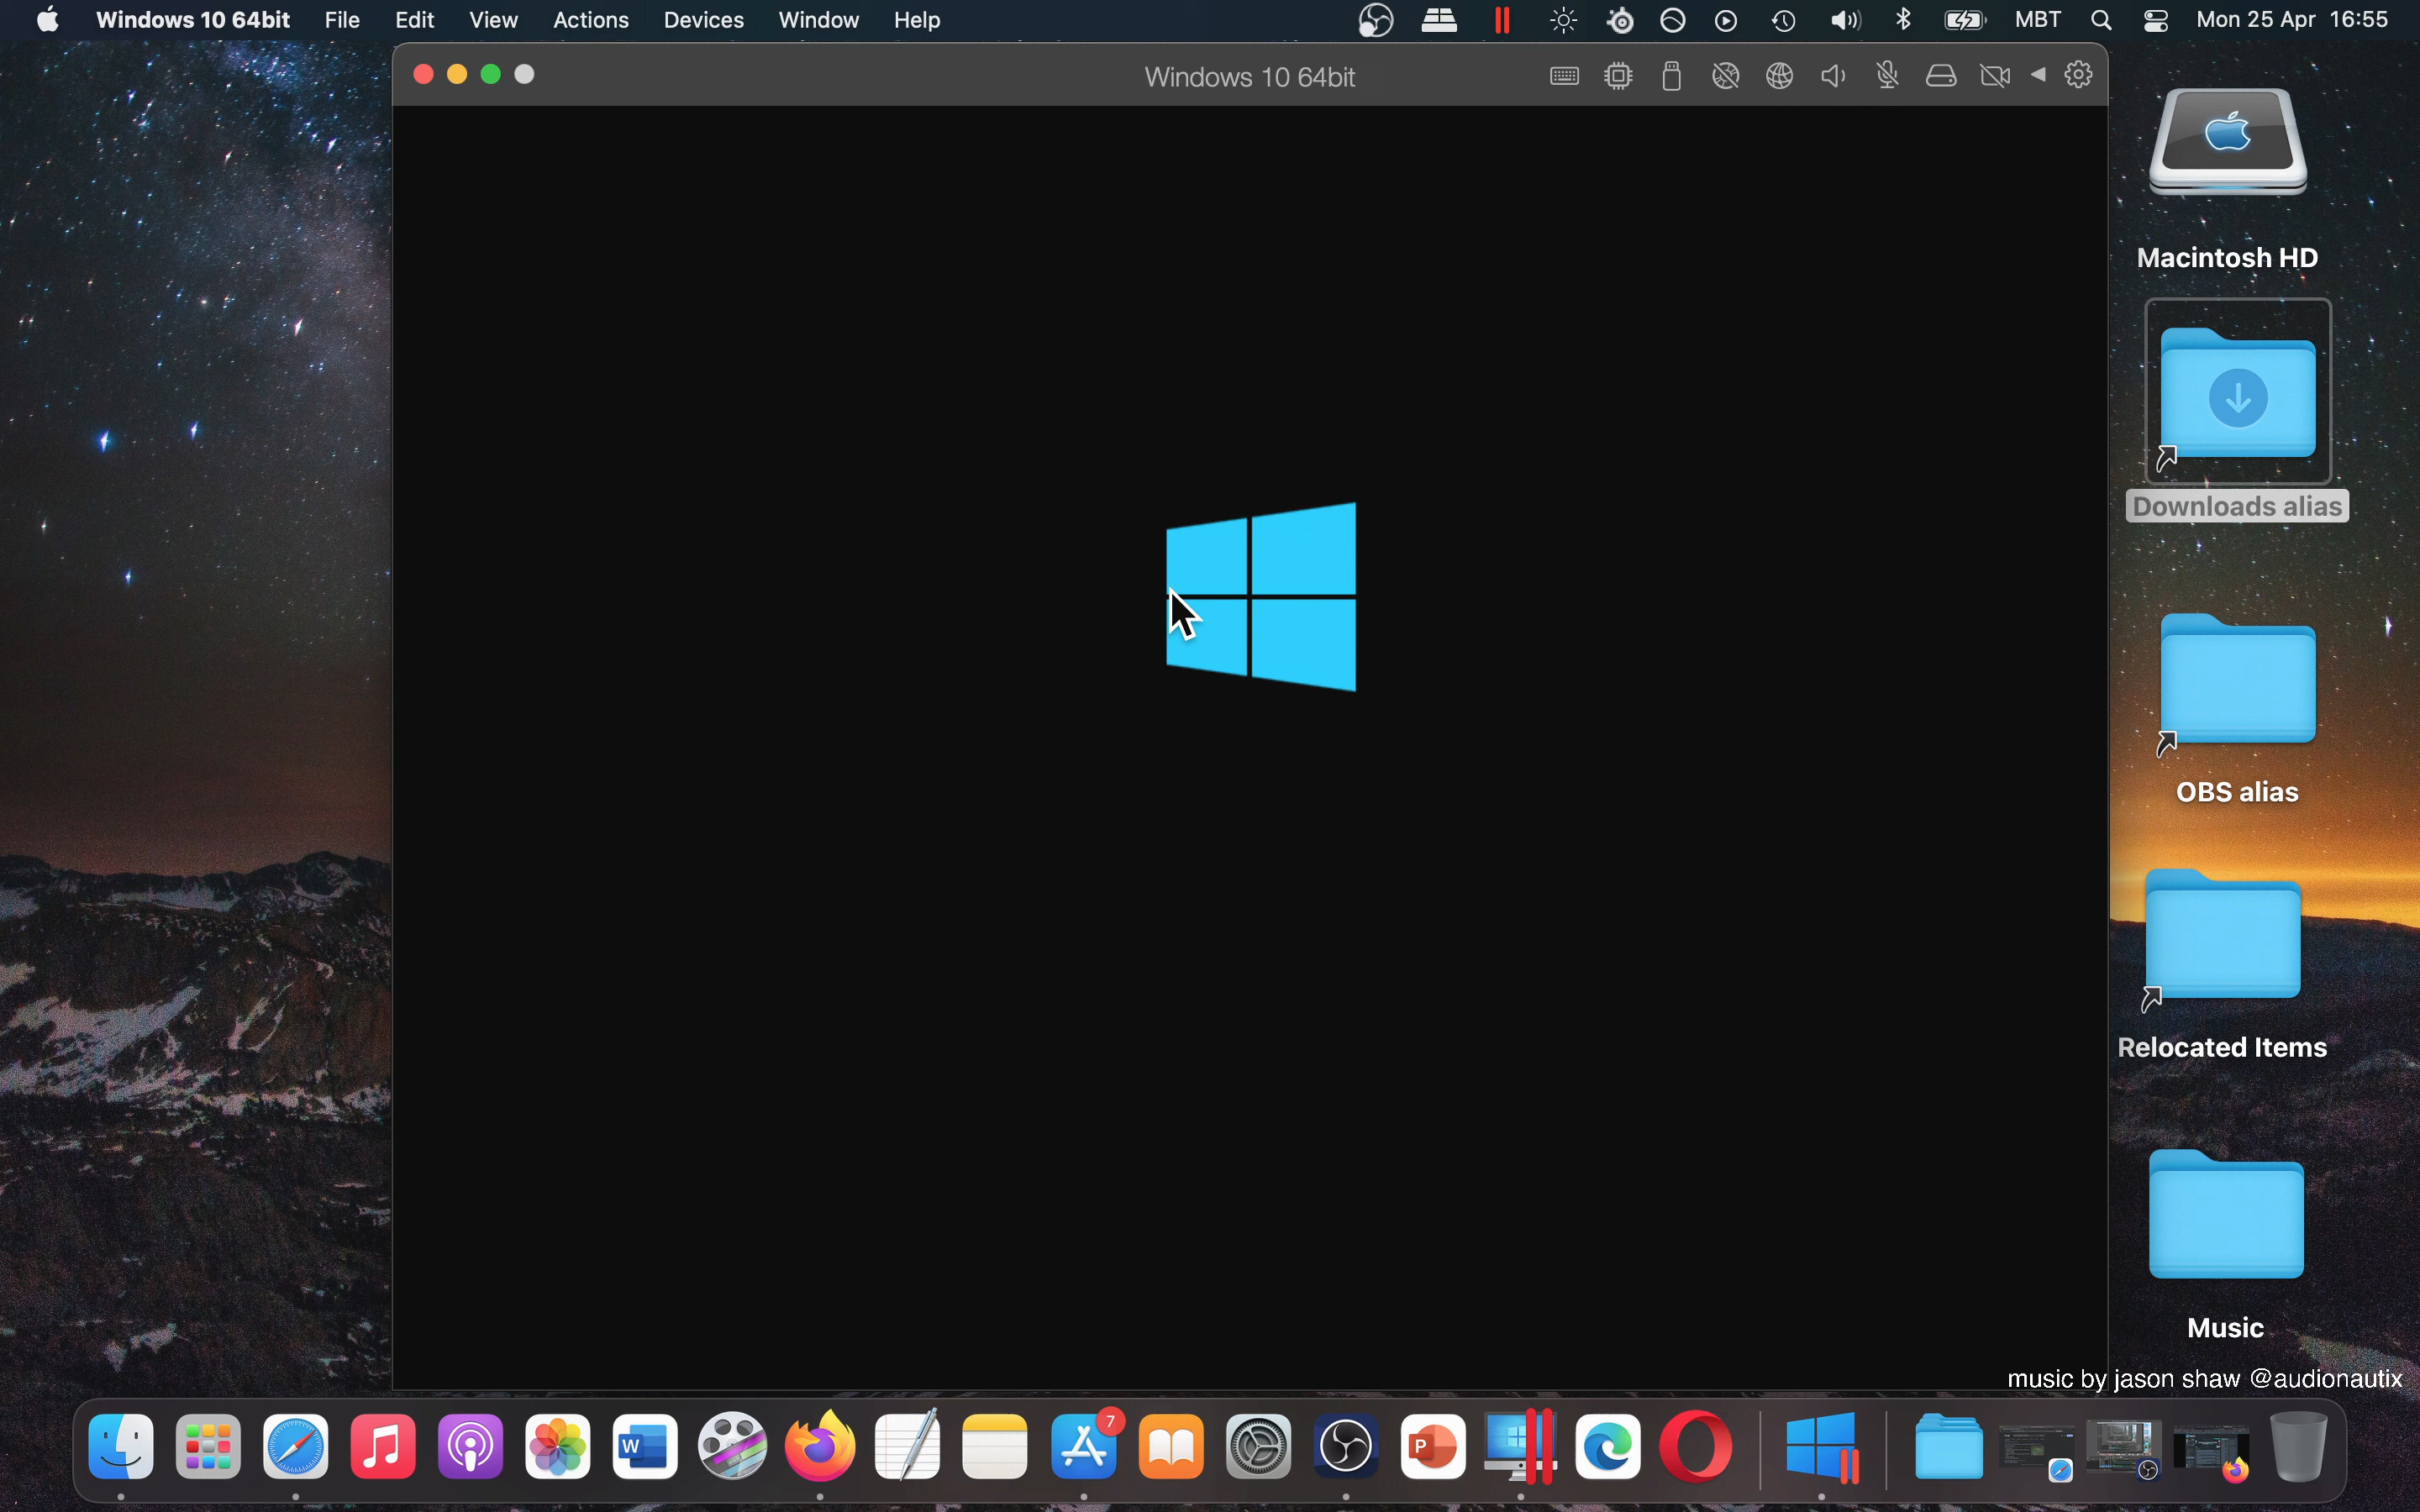 Windows 10 64bit File Edit View Actions Devices Window Help MBT Mon 25 Apr 16:55
Windows 10 64bit
Macintosh HD
Downloads alias
OBS alias
Relocated Items
Music
music by jason shaw @audionautix
7
W
P